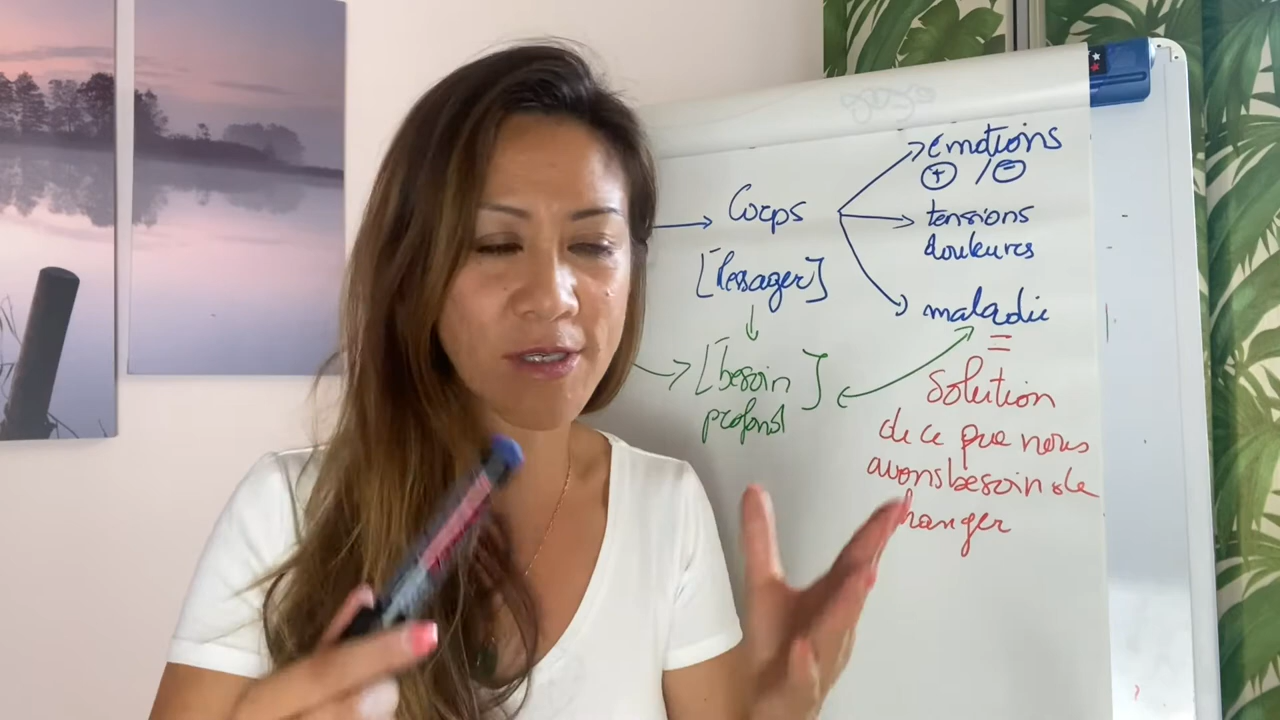 émotions
+ / -
Corps
tensions
douleurs
[Messager]
maladie
=
[besoin
profond]
Solution
de ce que nous
avons besoin de
changer